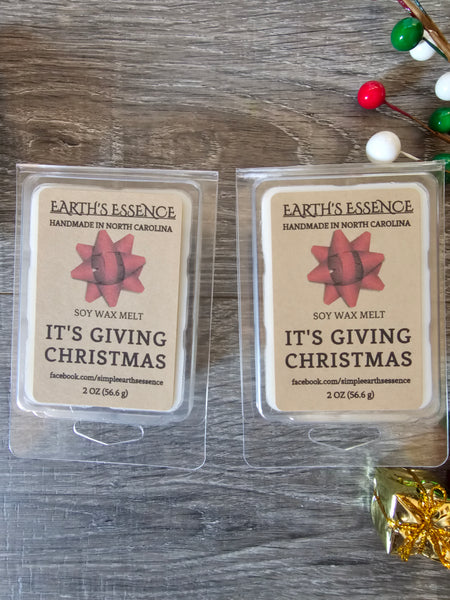 EARTH'S ESSENCE
HANDMADE IN NORTH CAROLINA
SOY WAX MELT
IT'S GIVING
CHRISTMAS
facebook.com/simpleearthsessence
2 OZ (56.6 g)
EARTH'S ESSENCE
HANDMADE IN NORTH CAROLINA
SOY WAX MELT
IT'S GIVING
CHRISTMAS
facebook.com/simpleearthsessence
2 OZ (56.6 g)